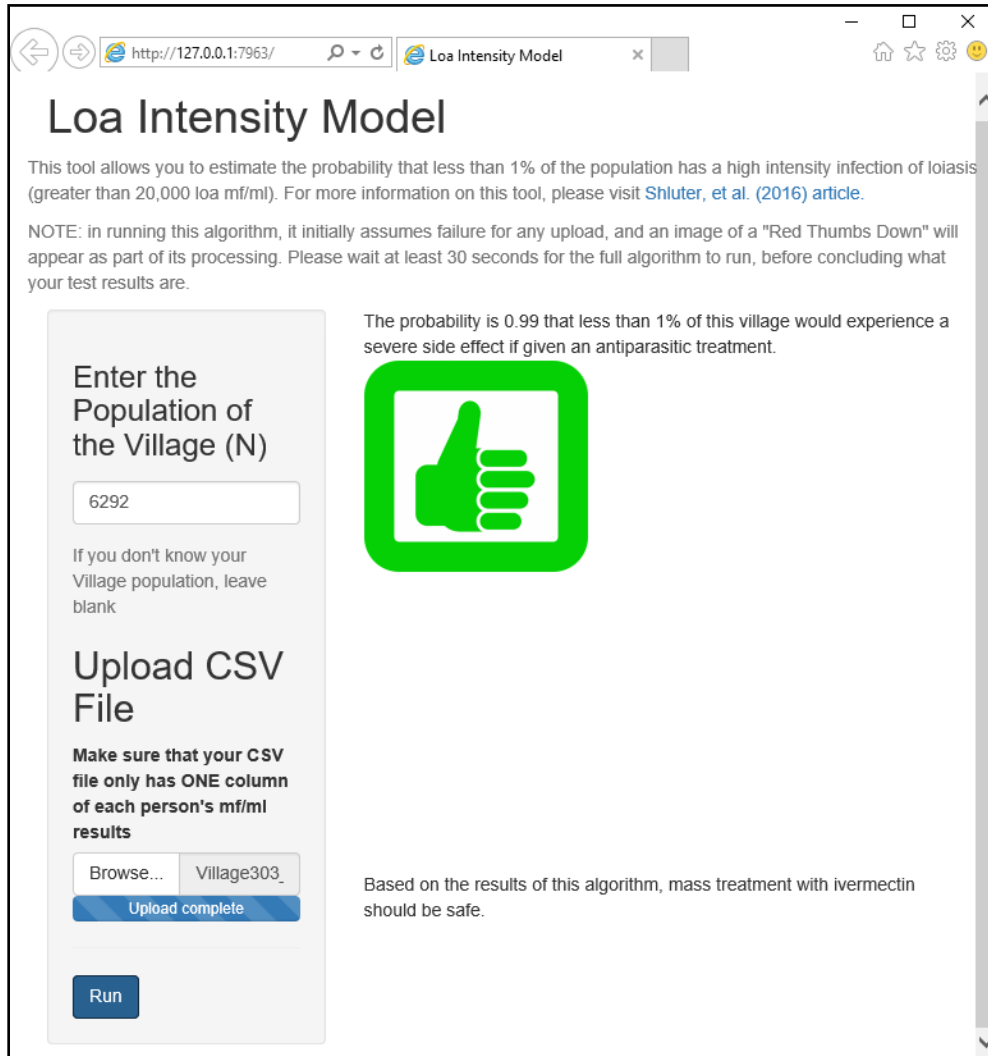 http://127.0.0.1:7963/
Loa Intensity Model
Loa Intensity Model
This tool allows you to estimate the probability that less than 1% of the population has a high intensity infection of loiasis
(greater than 20,000 loa mf/ml). For more information on this tool, please visit Shluter, et al. (2016) article.
NOTE: in running this algorithm, it initially assumes failure for any upload, and an image of a "Red Thumbs Down" will
appear as part of its processing. Please wait at least 30 seconds for the full algorithm to run, before concluding what
your test results are.
Enter the
Population of
the Village (N)
6292
If you don't know your
Village population, leave
blank
Upload CSV
File
Make sure that your CSV
file only has ONE column
of each person's mf/ml
results
Browse... Village303_
Upload complete
Run
The probability is 0.99 that less than 1% of this village would experience a
severe side effect if given an antiparasitic treatment.
Based on the results of this algorithm, mass treatment with ivermectin
should be safe.